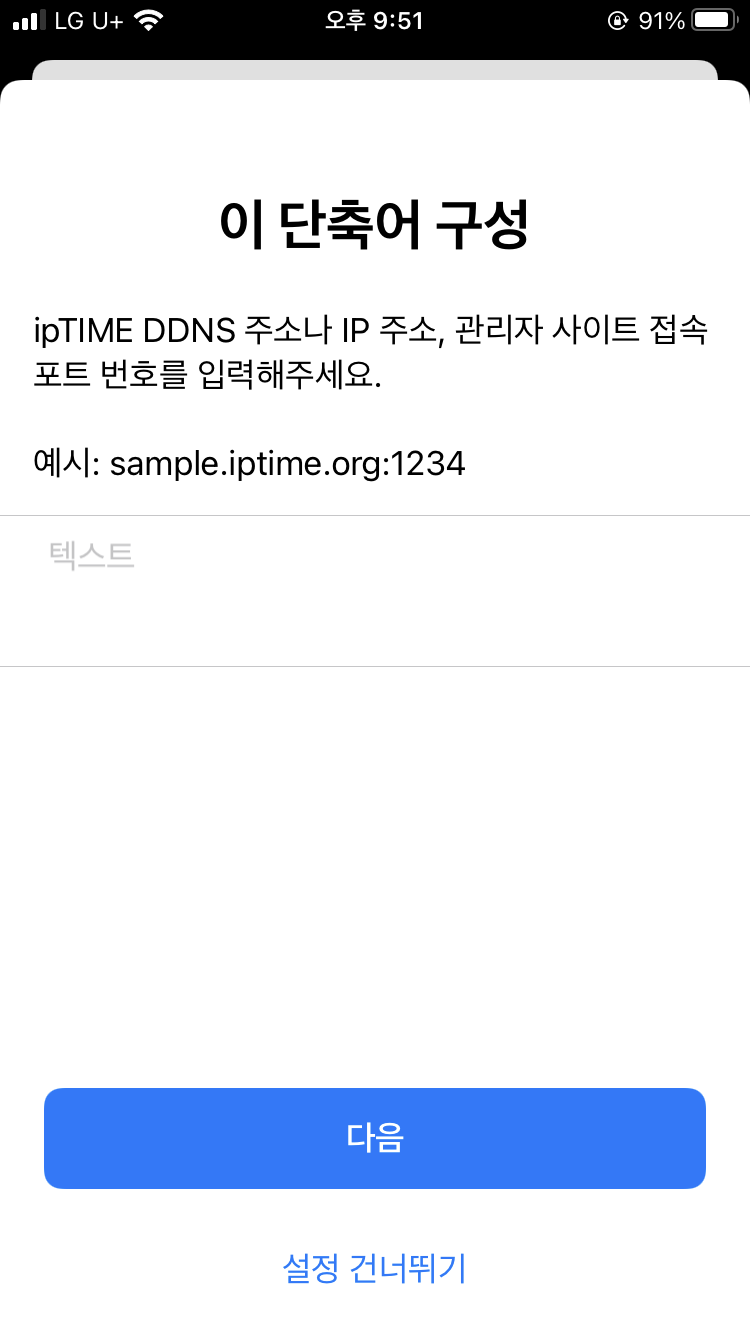 LG U+ 오후 9:51 91%
이 단축어 구성
ipTIME DDNS 주소나 IP 주소, 관리자 사이트 접속
포트 번호를 입력해주세요.
예시: sample.iptime.org:1234
텍스트
다음
설정 건너뛰기